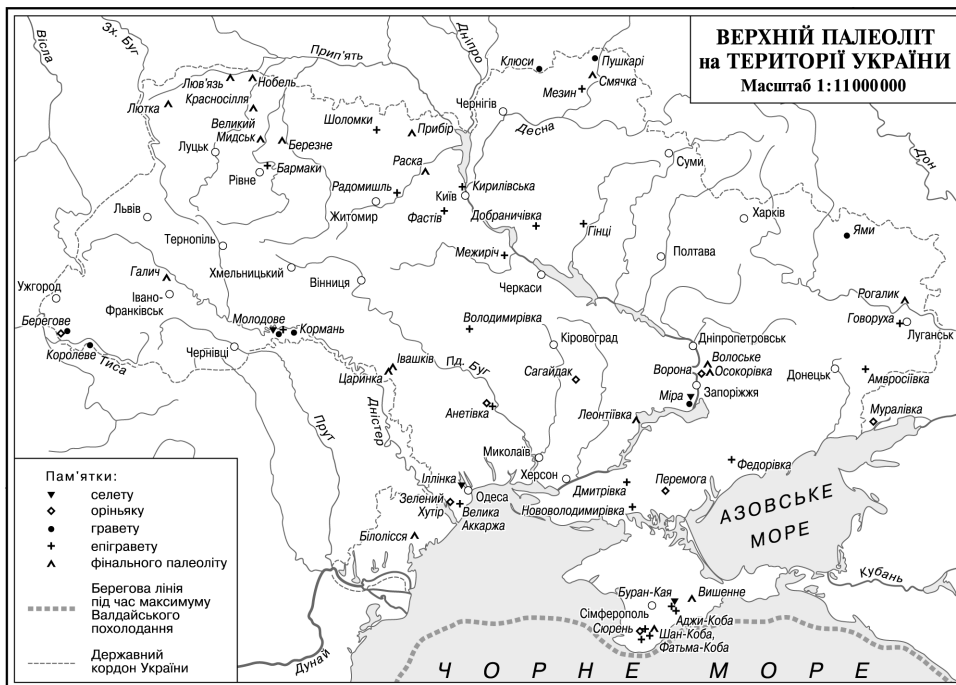 ВЕРХНІЙ ПАЛЕОЛІТ
на ТЕРИТОРІЇ УКРАЇНИ
Масштаб 1:11000000
Вісла
Зх. Буг
Прип'ять
Дніпро
Клюси
Пушкарі
Смячка
Мезин
Люв'язь
Нобель
Красносілля
Лютка
Чернігів
Десна
Великий
Мидськ
Шоломки
Прибір
Березне
Луцьк
Рівне
Бармаки
Раска
Суми
Дон
Радомишль
Київ
Кирилівська
Житомир
Фастів
Добраничівка
Гінці
Харків
Ями
Львів
Тернопіль
Межиріч
Полтава
Хмельницький
Вінниця
Черкаси
Галич
Ужгород
Івано-
Франківськ
Рогалик
Берегове
Молодове
Кормань
Володимирівка
Говоруха
Луганськ
Королеве
Тиса
Чернівці
Кіровоград
Дніпропетровськ
Івашків
Царинка
Пд. Буг
Сагайдак
Ворона
Волоське
Осокорівка
Донецьк
Амвросіївка
Запоріжжя
Міра
Прут
Дністер
Анетівка
Леонтіївка
Муралівка
Миколаїв
Іллінка
Одеса
Херсон
Дмитрівка
Перемога
Федорівка
Зелений
Хутір
Велика
Аккаржа
Нововолодимирівка
АЗОВСЬКЕ
МОРЕ
Білолісся
Кубань
Буран-Кая
Вишенне
Сімферополь
Аджи-Коба
Сюрень
Шан-Коба,
Фатьма-Коба
Дунай
ЧОРНЕ МОРЕ
Пам'ятки:
селету
оріньяку
гравету
епігравету
фінального палеоліту
Берегова лінія
під час максимуму
Валдайського
похолодання
Державний
кордон України